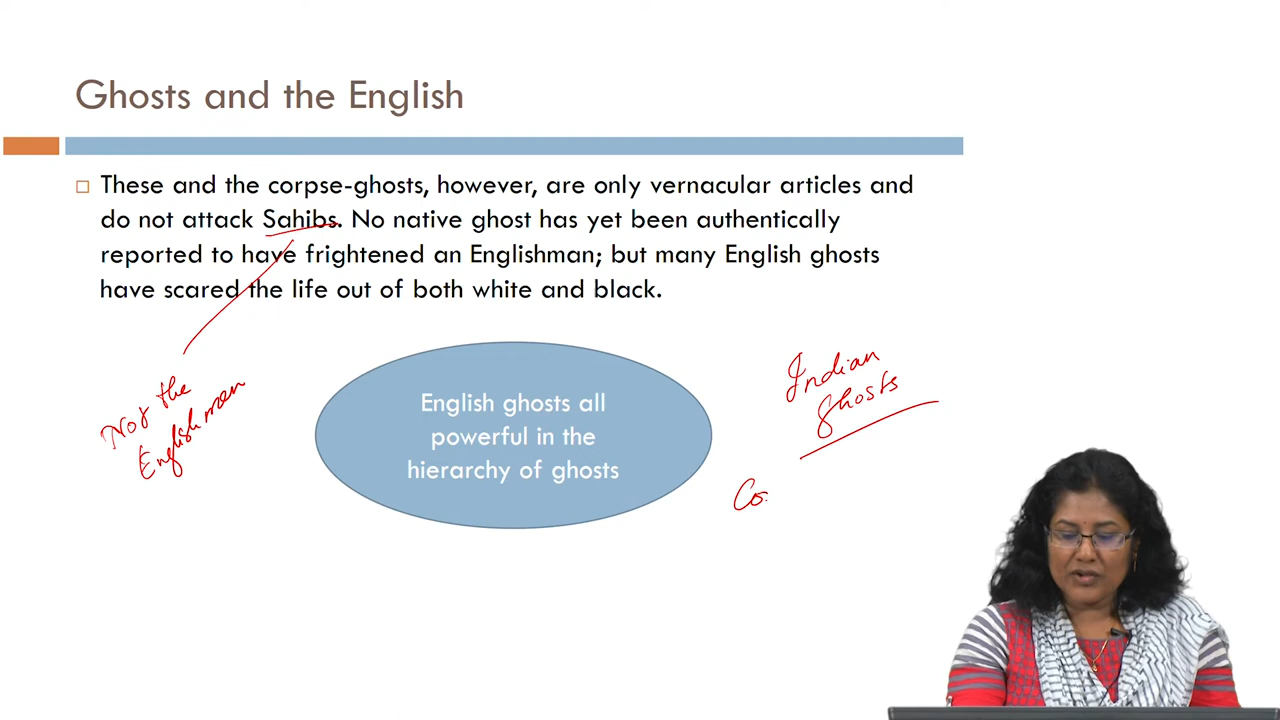 Ghosts and the English
These and the corpse-ghosts, however, are only vernacular articles and
do not attack Sahibs. No native ghost has yet been authentically
reported to have frightened an Englishman; but many English ghosts
have scared the life out of both white and black.
Not the
Englishman
English ghosts all
powerful in the
hierarchy of ghosts
Indian
ghosts
Co